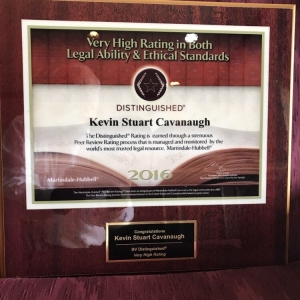 Very High Rating in Both
Legal Ability & Ethical Standards
DISTINGUISHED®
Kevin Stuart Cavanaugh
The Distinguished® Rating is earned through a strenuous
Peer Review Rating process that is managed and monitored by the
world's most trusted legal resource, Martindale-Hubbell®
Martindale-Hubbell®
2016
Congratulations
Kevin Stuart Cavanaugh
BV Distinguished®
Very High Rating